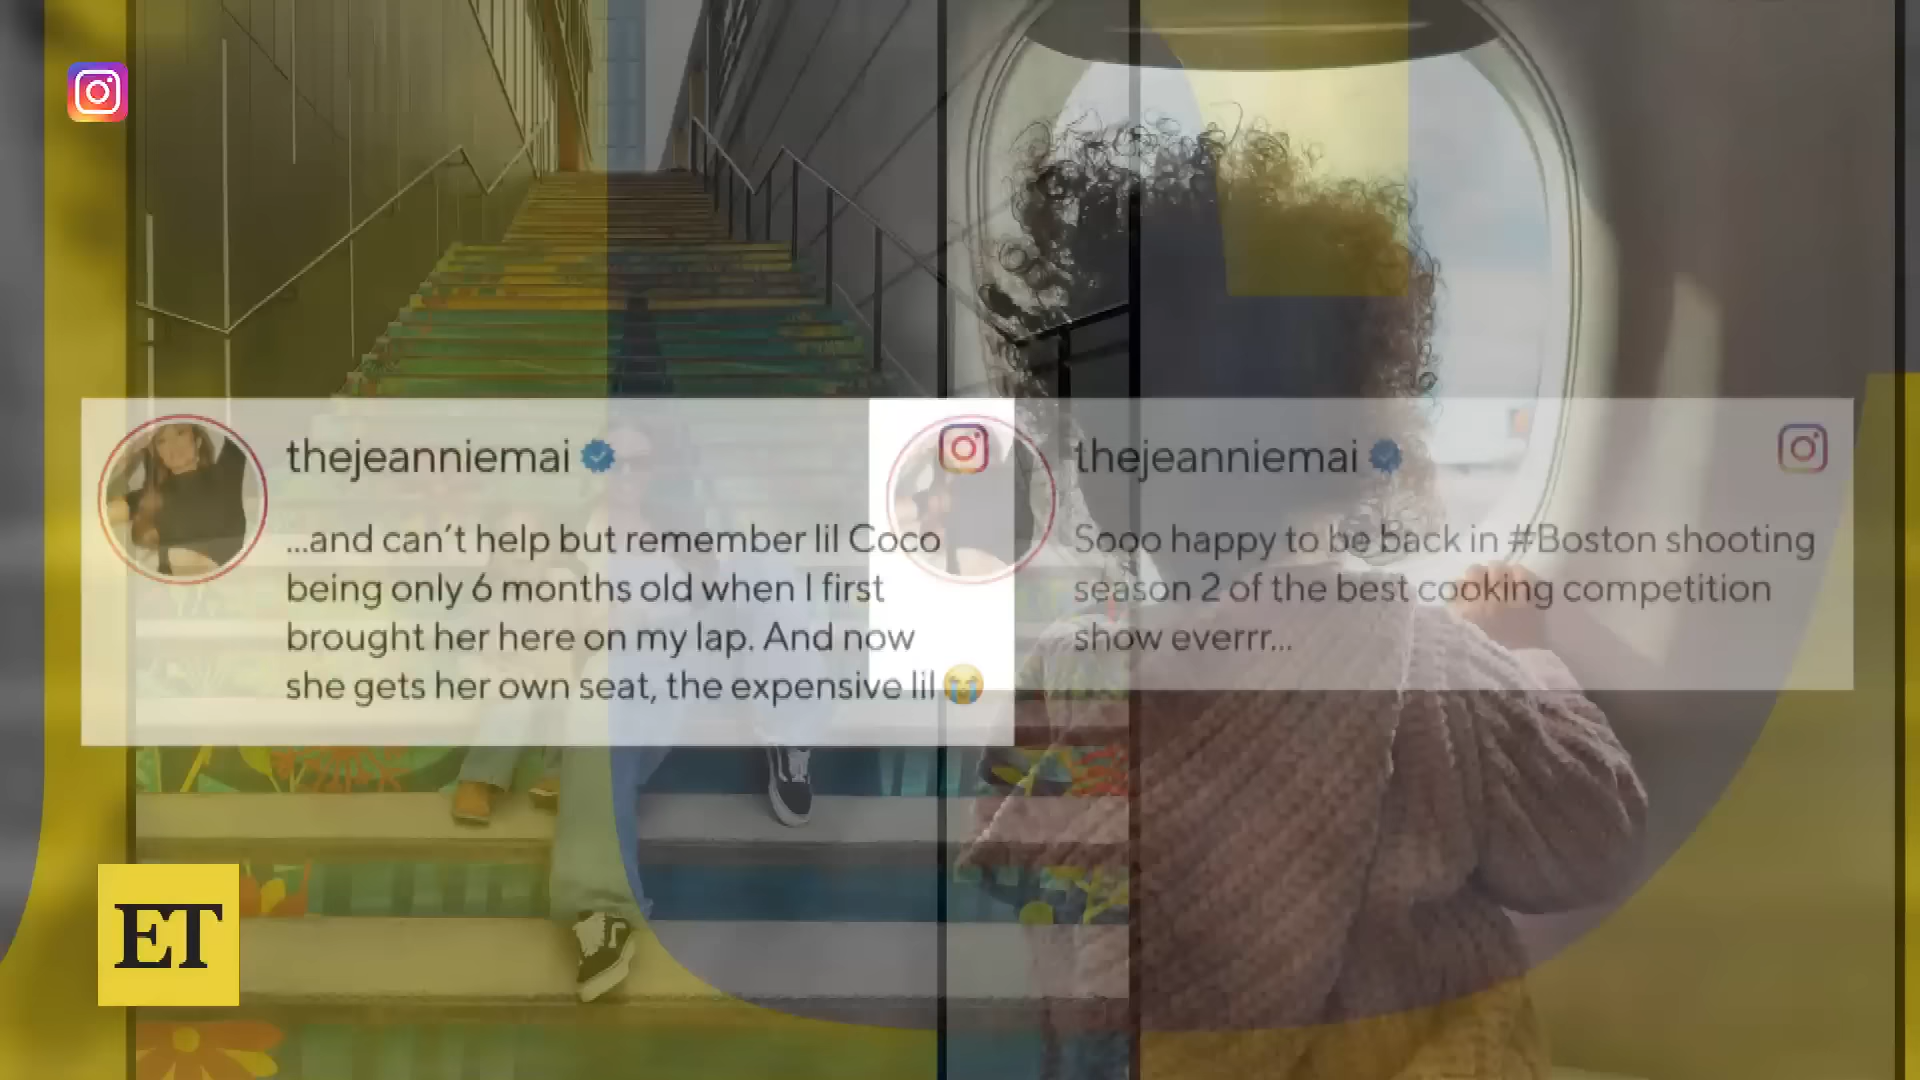 thejeanniemai
...and can't help but remember lil Coco
being only 6 months old when I first
brought her here on my lap. And now
she gets her own seat, the expensive lil 😭
thejeanniemai
Sooo happy to be back in #Boston shooting
season 2 of the best cooking competition
show everrr...
ET